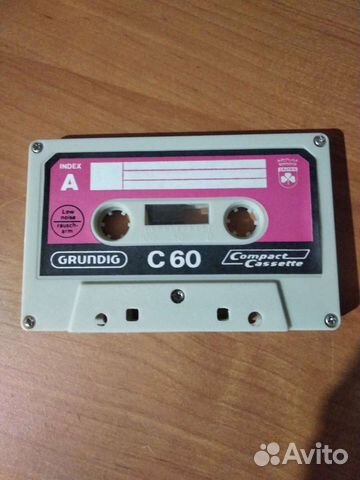 INDEX
A
Low
noise
rausch-
arm
GRUNDIG
C 60
Compact
Cassette
Avito